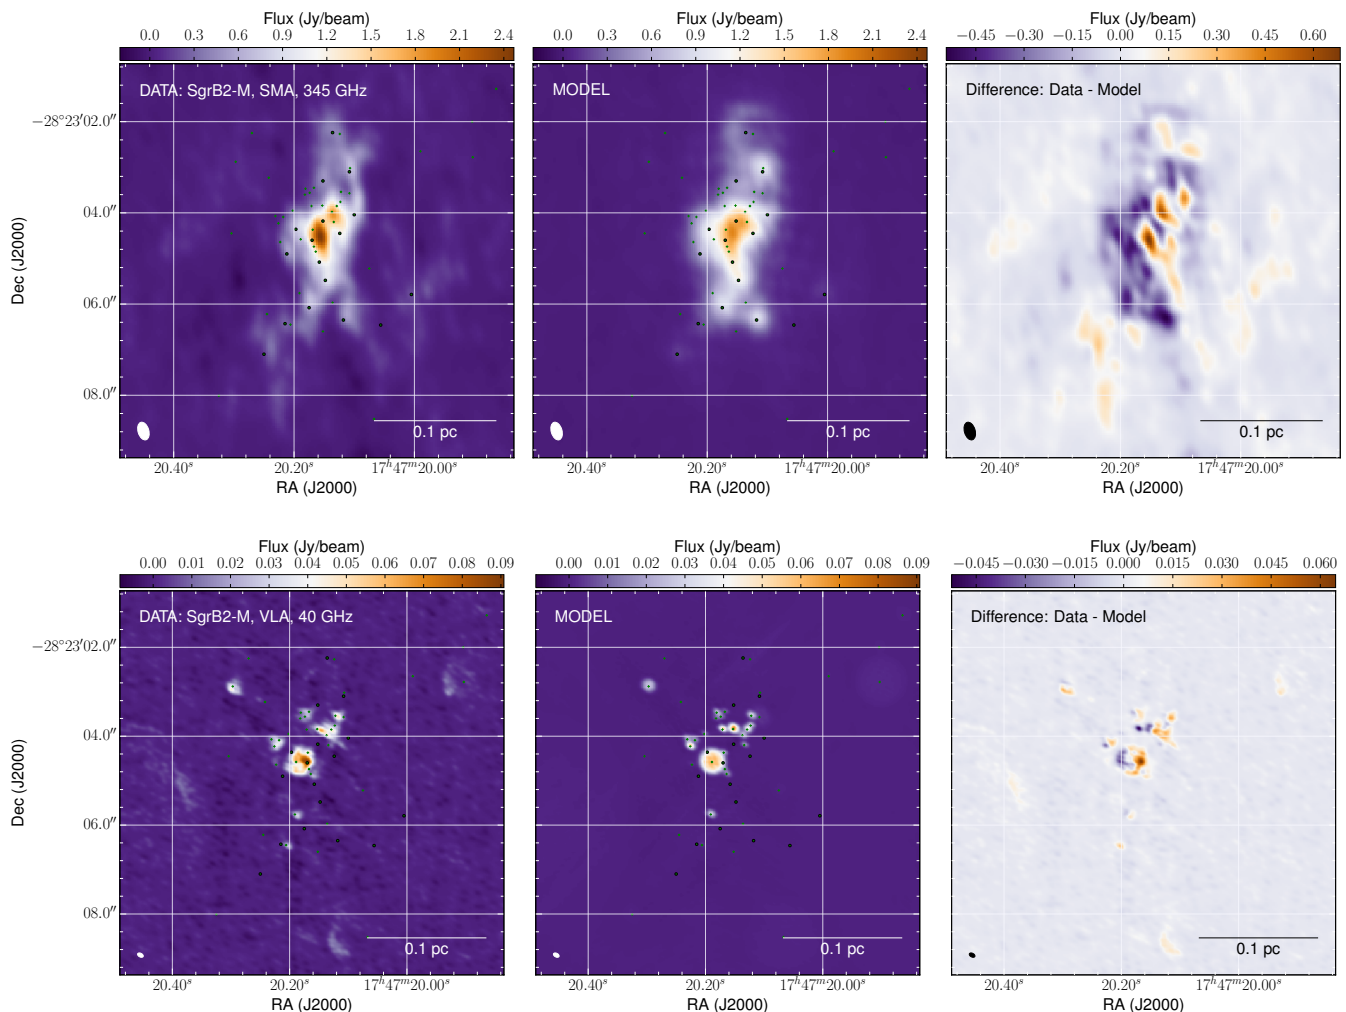 Flux (Jy/beam) Flux (Jy/beam) Flux (Jy/beam)
0.0 0.3 0.6 0.9 1.2 1.5 1.8 2.1 2.4 0.0 0.3 0.6 0.9 1.2 1.5 1.8 2.1 2.4 −0.45 −0.30 −0.15 0.00 0.15 0.30 0.45 0.60
DATA: SgrB2-M, SMA, 345 GHz MODEL Difference: Data - Model
−28°23′02.0″
04.0″
Dec (J2000)
06.0″
08.0″
0.1 pc 0.1 pc 0.1 pc
20.40ˢ 20.20ˢ 17ʰ47ᵐ20.00ˢ 20.40ˢ 20.20ˢ 17ʰ47ᵐ20.00ˢ 20.40ˢ 20.20ˢ 17ʰ47ᵐ20.00ˢ
RA (J2000) RA (J2000) RA (J2000)
Flux (Jy/beam) Flux (Jy/beam) Flux (Jy/beam)
0.00 0.01 0.02 0.03 0.04 0.05 0.06 0.07 0.08 0.09 0.00 0.01 0.02 0.03 0.04 0.05 0.06 0.07 0.08 0.09 −0.045 −0.030 −0.015 0.000 0.015 0.030 0.045 0.060
DATA: SgrB2-M, VLA, 40 GHz MODEL Difference: Data - Model
−28°23′02.0″
04.0″
Dec (J2000)
06.0″
08.0″
0.1 pc 0.1 pc 0.1 pc
20.40ˢ 20.20ˢ 17ʰ47ᵐ20.00ˢ 20.40ˢ 20.20ˢ 17ʰ47ᵐ20.00ˢ 20.40ˢ 20.20ˢ 17ʰ47ᵐ20.00ˢ
RA (J2000) RA (J2000) RA (J2000)